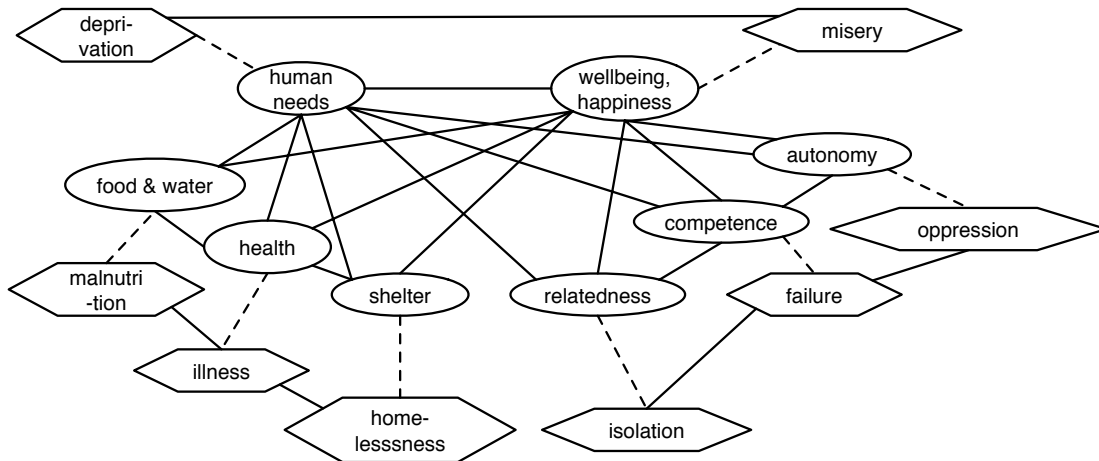 depri-
vation
misery
human
needs
wellbeing,
happiness
autonomy
food & water
competence
oppression
health
malnutri
-tion
shelter
relatedness
failure
illness
home-
lesssness
isolation